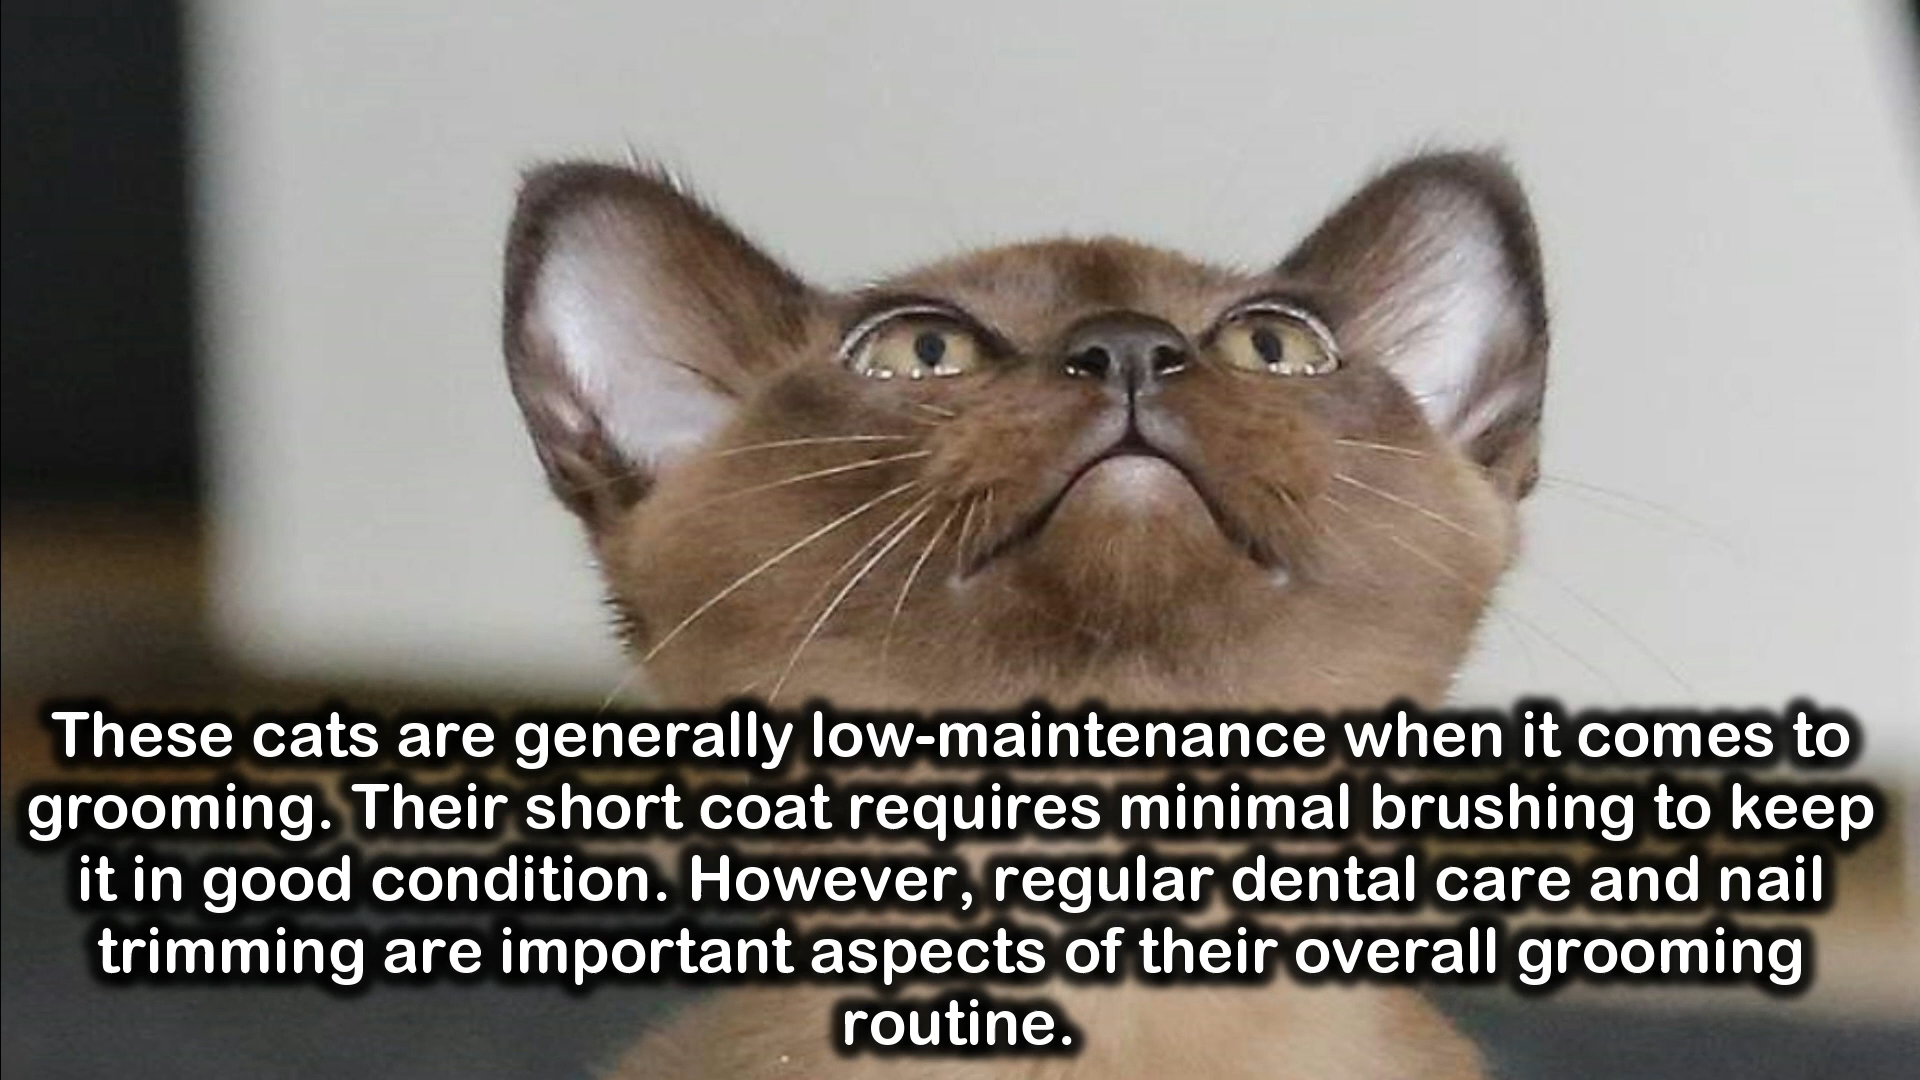 These cats are generally low-maintenance when it comes to
grooming. Their short coat requires minimal brushing to keep
it in good condition. However, regular dental care and nail
trimming are important aspects of their overall grooming
routine.